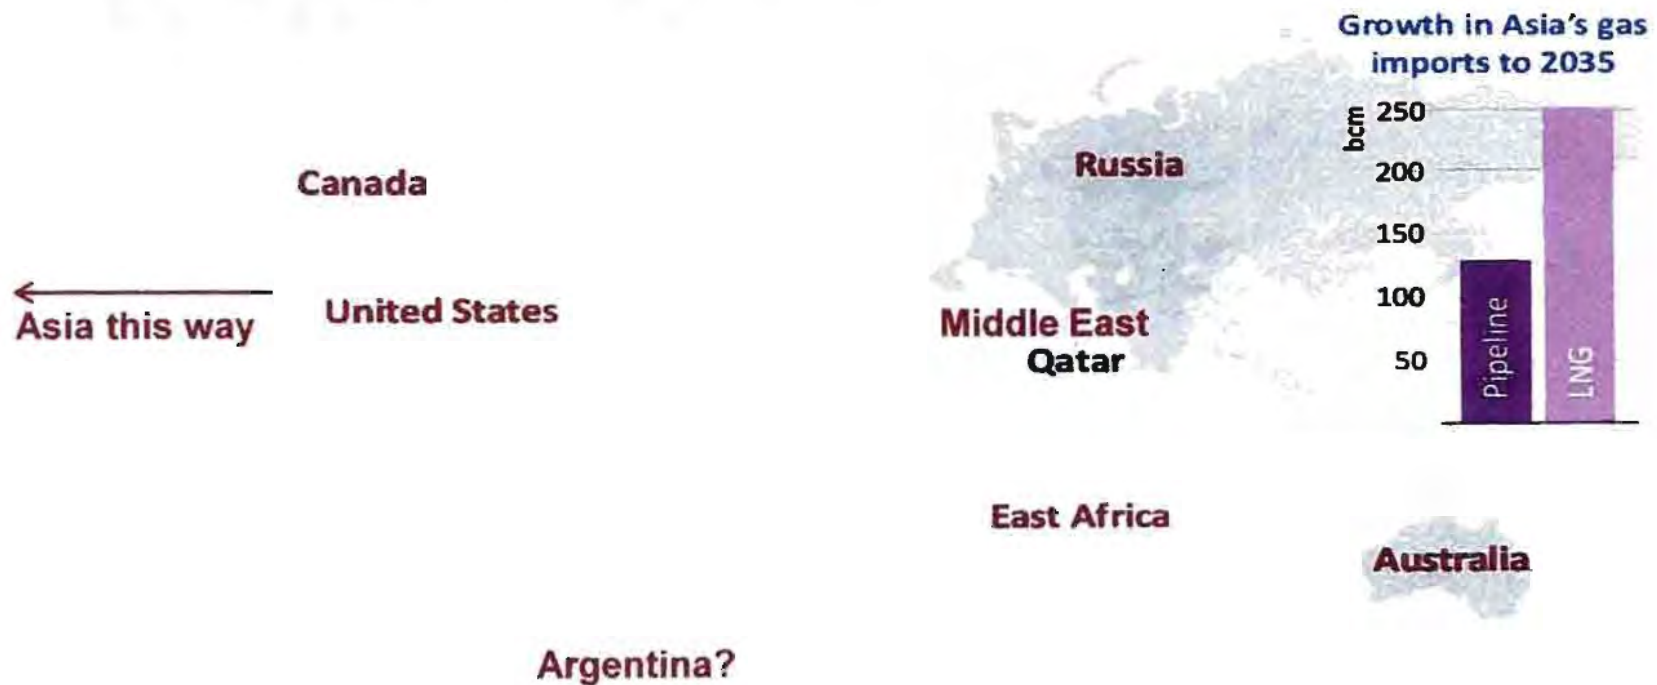 Growth in Asia's gas
imports to 2035
bcm
250
200
150
100
50
Pipeline
LNG
Canada
Russia
United States
Asia this way
Middle East
Qatar
East Africa
Australia
Argentina?